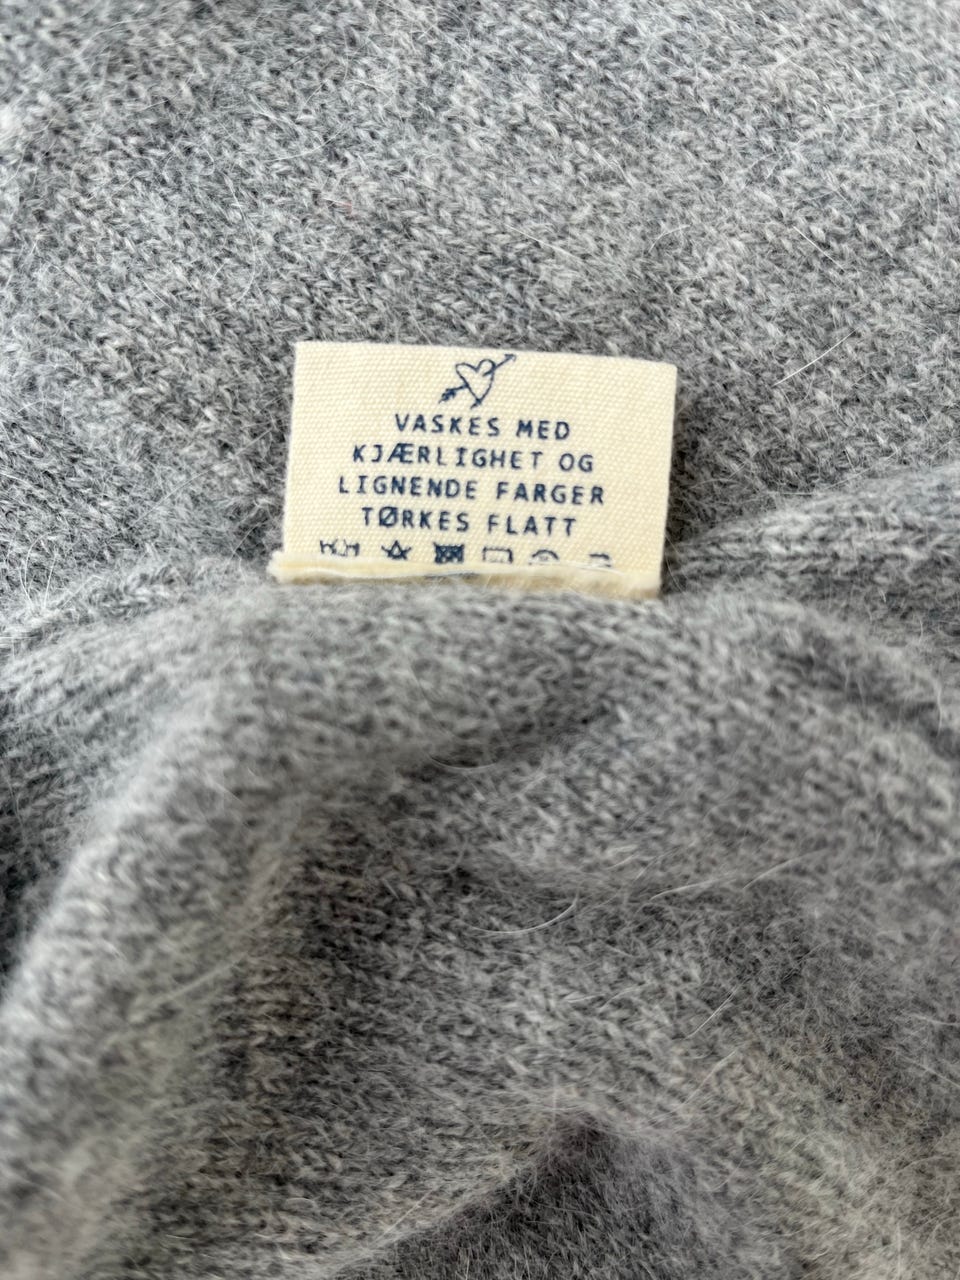 VASKES MED
KJÆRLIGHET OG
LIGNENDE FARGER
TØRKES FLATT